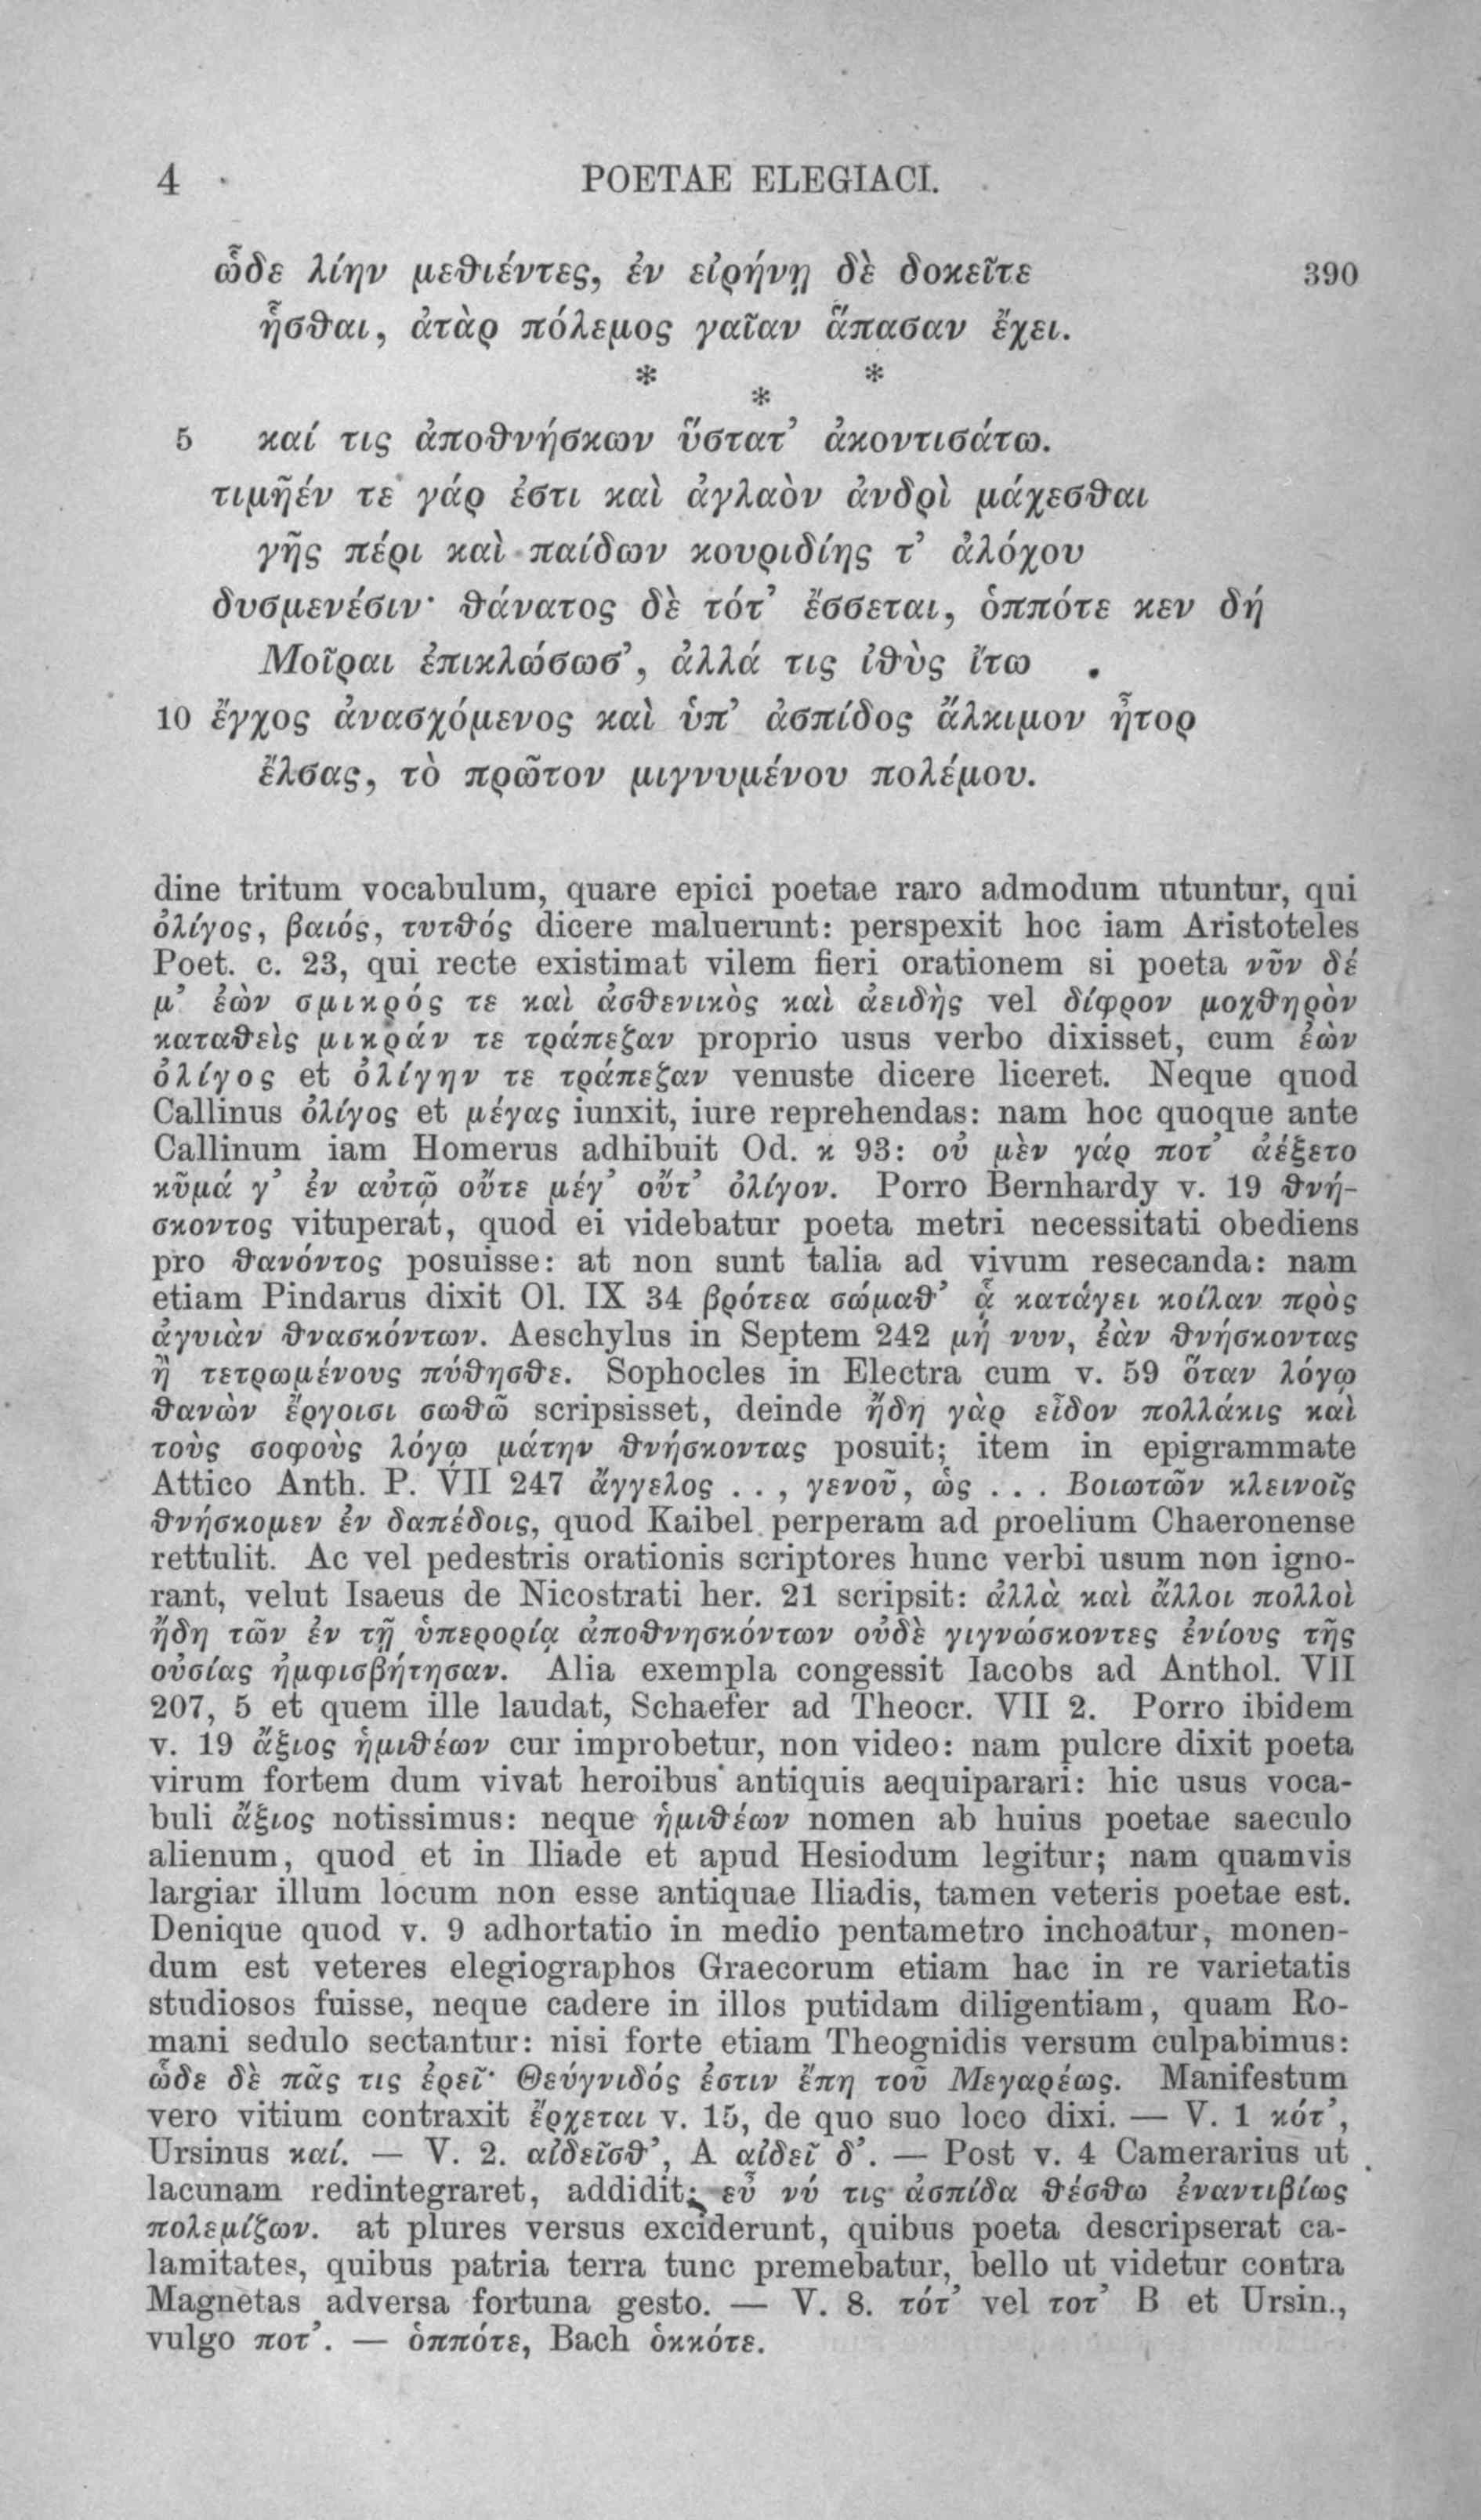 4 POETAE ELEGIACI.
ὧδε λίην μεθιέντες, ἐν εἰρήνῃ δὲ δοκεῖτε 390
ἧσθαι, ἀτὰρ πόλεμος γαῖαν ἅπασαν ἔχει.
* * *
5 καί τις ἀποθνήσκων ὕστατ’ ἀκοντισάτω.
τιμῆέν τε γάρ ἐστι καὶ ἀγλαὸν ἀνδρὶ μάχεσθαι
γῆς πέρι καὶ παίδων κουριδίης τ’ ἀλόχου
δυσμενέσιν· θάνατος δὲ τότ’ ἔσσεται, ὁππότε κεν δή
Μοῖραι ἐπικλώσωσ’, ἀλλά τις ἰθὺς ἴτω
10 ἔγχος ἀνασχόμενος καὶ ὑπ’ ἀσπίδος ἄλκιμον ἦτορ
ἔλσας, τὸ πρῶτον μιγνυμένου πολέμου.
dine tritum vocabulum, quare epici poetae raro admodum utuntur, qui
ὀλίγος, βαιός, τυτθός dicere maluerunt: perspexit hoc iam Aristoteles
Poet. c. 23, qui recte existimat vilem fieri orationem si poeta νῦν δέ
μ’ ἐὼν σμικρός τε καὶ ἀσθενικὸς καὶ ἀειδὴς vel δίφρον μοχθηρὸν
καταθεὶς μικράν τε τράπεζαν proprio usus verbo dixisset, cum ἐὼν
ὀλίγος et ὀλίγην τε τράπεζαν venuste dicere liceret. Neque quod
Callinus ὀλίγος et μέγας iunxit, iure reprehendas: nam hoc quoque ante
Callinum iam Homerus adhibuit Od. κ 93: οὐ μὲν γάρ ποτ’ ἀέξετο
κῦμά γ’ ἐν αὐτῷ οὔτε μέγ’ οὔτ’ ὀλίγον. Porro Bernhardy v. 19 θνή-
σκοντος vituperat, quod ei videbatur poeta metri necessitati obediens
pro θανόντος posuisse: at non sunt talia ad vivum resecanda: nam
etiam Pindarus dixit Ol. IX 34 βρότεα σώμαθ’ ᾇ κατάγει κοίλαν πρὸς
ἀγυιὰν θνασκόντων. Aeschylus in Septem 242 μή νυν, ἐὰν θνήσκοντας
ἢ τετρωμένους πύθησθε. Sophocles in Electra cum v. 59 ὅταν λόγῳ
θανὼν ἔργοισι σωθῶ scripsisset, deinde ἤδη γὰρ εἶδον πολλάκις καὶ
τοὺς σοφοὺς λόγῳ μάτην θνήσκοντας posuit; item in epigrammate
Attico Anth. P. VII 247 ἄγγελος . . , γενοῦ, ὡς . . . Βοιωτῶν κλεινοῖς
θνήσκομεν ἐν δαπέδοις, quod Kaibel perperam ad proelium Chaeronense
rettulit. Ac vel pedestris orationis scriptores hunc verbi usum non igno-
rant, velut Isaeus de Nicostrati her. 21 scripsit: ἀλλὰ καὶ ἄλλοι πολλοὶ
ἤδη τῶν ἐν τῇ ὑπερορίᾳ ἀποθνησκόντων οὐδὲ γιγνώσκοντες ἐνίους τῆς
οὐσίας ἠμφισβήτησαν. Alia exempla congessit Iacobs ad Anthol. VII
207, 5 et quem ille laudat, Schaefer ad Theocr. VII 2. Porro ibidem
v. 19 ἄξιος ἡμιθέων cur improbetur, non video: nam pulcre dixit poeta
virum fortem dum vivat heroibus antiquis aequiparari: hic usus voca-
buli ἄξιος notissimus: neque ἡμιθέων nomen ab huius poetae saeculo
alienum, quod et in Iliade et apud Hesiodum legitur; nam quamvis
largiar illum locum non esse antiquae Iliadis, tamen veteris poetae est.
Denique quod v. 9 adhortatio in medio pentametro inchoatur, monen-
dum est veteres elegiographos Graecorum etiam hac in re varietatis
studiosos fuisse, neque cadere in illos putidam diligentiam, quam Ro-
mani sedulo sectantur: nisi forte etiam Theognidis versum culpabimus:
ὧδε δὲ πᾶς τις ἐρεῖ· Θεύγνιδός ἐστιν ἔπη τοῦ Μεγαρέως. Manifestum
vero vitium contraxit ἔρχεται v. 15, de quo suo loco dixi. — V. 1 κότ’,
Ursinus καί. — V. 2. αἰδεῖσθ’, A αἰδεῖ δ’. — Post v. 4 Camerarius ut
lacunam redintegraret, addidit: εὖ νύ τις ἀσπίδα θέσθω ἐναντιβίως
πολεμίζων. at plures versus exciderunt, quibus poeta descripserat ca-
lamitates, quibus patria terra tunc premebatur, bello ut videtur contra
Magnetas adversa fortuna gesto. — V. 8. τότ’ vel τοτ’ B et Ursin.,
vulgo ποτ’. — ὁππότε, Bach ὁκκότε.